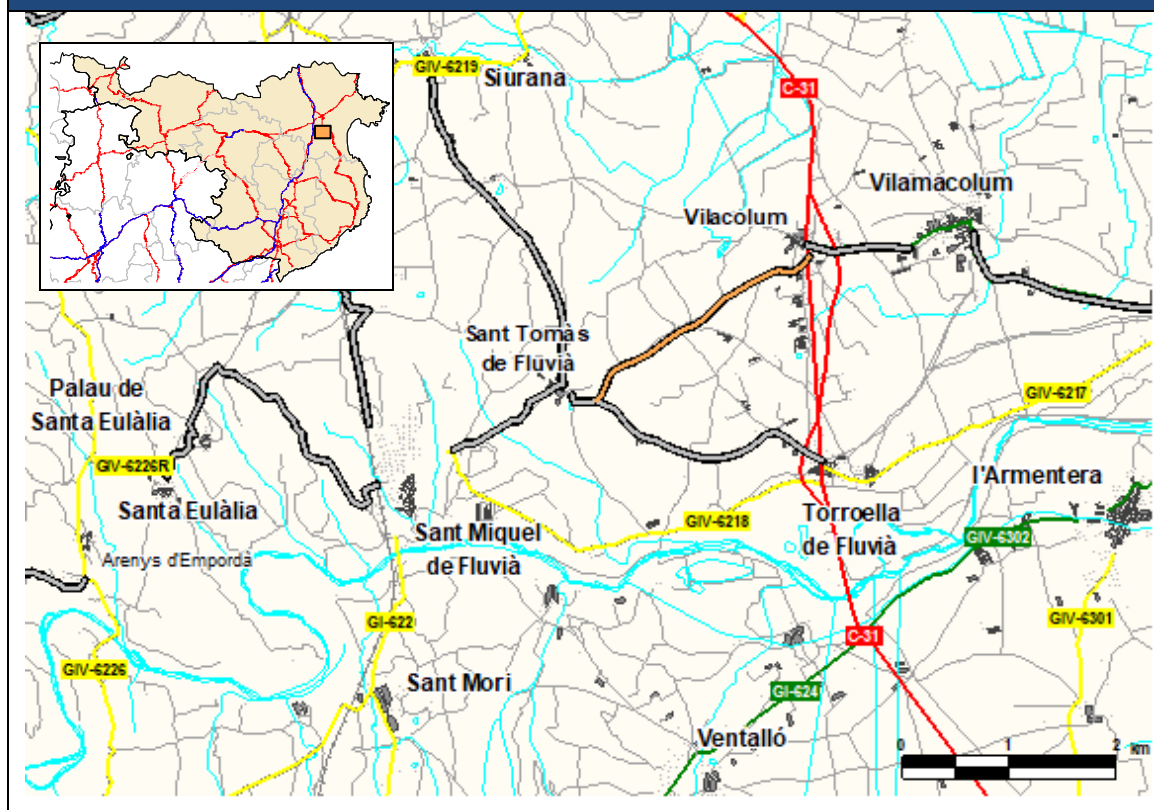 GIV-6219
Siurana
C-31
Vilamacolum
Vilacolum
Sant Tomàs
de Fluvià
Palau de
Santa Eulàlia
GIV-6217
GIV-6226R
Santa Eulàlia
l'Armentera
Sant Miquel
de Fluvià
GIV-6218
Torroella
de Fluvià
GIV-6302
Arenys d'Empordà
GI-622
GIV-6301
C-31
GIV-6226
Sant Mori
GI-624
Ventalló
0 1 2 km